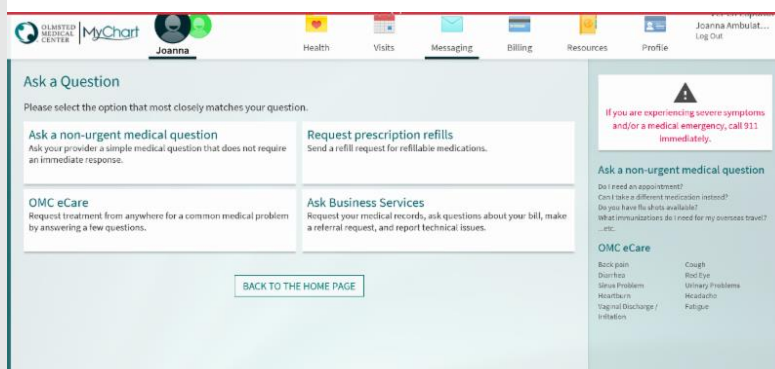 OLMSTED
MEDICAL
CENTER
MyChart
Joanna
Health
Visits
Messaging
Billing
Resources
Profile
Joanna Ambulat...
Log Out
Ask a Question
Please select the option that most closely matches your question.
Ask a non-urgent medical question
Ask your provider a simple medical question that does not require
an immediate response.
Request prescription refills
Send a refill request for refillable medications.
OMC eCare
Request treatment from anywhere for a common medical problem
by answering a few questions.
Ask Business Services
Request your medical records, ask questions about your bill, make
a referral request, and report technical issues.
BACK TO THE HOME PAGE
If you are experiencing severe symptoms
and/or a medical emergency, call 911
immediately.
Ask a non-urgent medical question
Do I need an appointment?
Can I take a different medication instead?
Do you have flu shots available?
What immunizations do I need for my overseas travel?
...etc.
OMC eCare
Back pain
Diarrhea
Sinus Problem
Heartburn
Vaginal Discharge /
Irritation
Cough
Red Eye
Urinary Problems
Headache
Fatigue